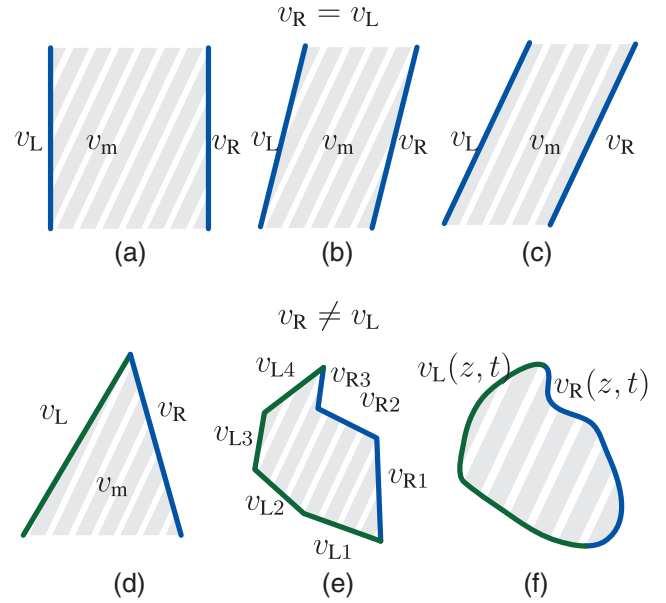 v_R = v_L
v_L v_m v_R v_L v_m v_R v_L v_m v_R
(a) (b) (c)
v_R ≠ v_L
v_L4 v_R3 v_L(z, t) v_R(z, t)
v_L v_R v_R2
v_L3
v_m v_R1
v_L2
v_L1
(d) (e) (f)